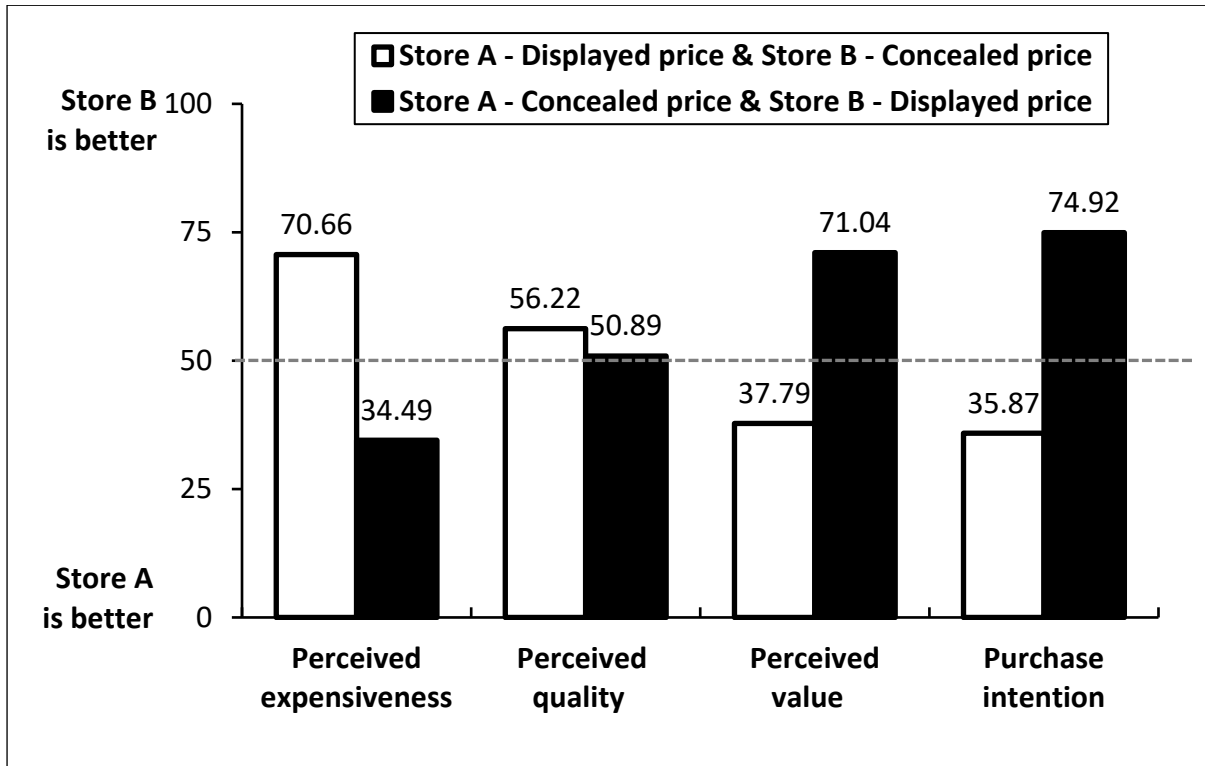 Store A - Displayed price & Store B - Concealed price
Store A - Concealed price & Store B - Displayed price
Store B
is better
100
75
50
25
0
Store A
is better
70.66
34.49
56.22
50.89
37.79
71.04
35.87
74.92
Perceived
expensiveness
Perceived
quality
Perceived
value
Purchase
intention